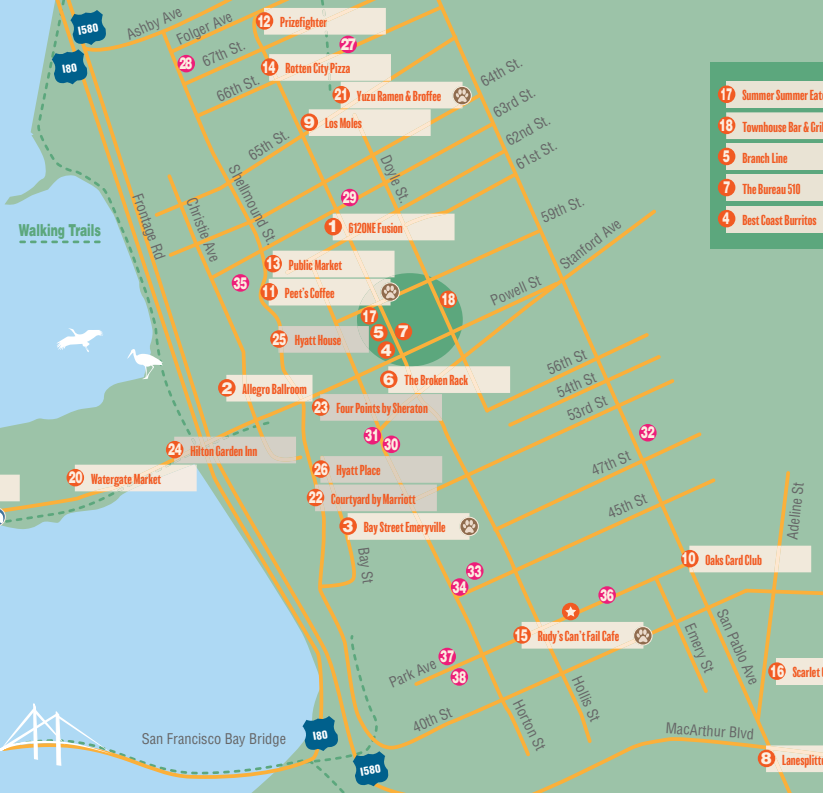 I580
I80
Ashby Ave
Folger Ave
67th St.
66th St.
65th St.
12 Prizefighter
27
28
14 Rotten City Pizza
21 Yuzu Ramen & Broffee
9 Los Moles
64th St.
63rd St.
62nd St.
61st St.
59th St.
Stanford Ave
Powell St
17 Summer Summer
18 Townhouse Bar &
5 Branch Line
7 The Bureau 510
4 Best Coast Burritos
Frontage Rd
Christie Ave
Shellmound St.
Doyle St.
Walking Trails
29
1 6120NE Fusion
13 Public Market
35
11 Peet's Coffee
18
17
5
7
4
25 Hyatt House
6 The Broken Rack
2 Allegro Ballroom
23 Four Points by Sheraton
56th St.
54th St.
53rd St
31
30
32
24 Hilton Garden Inn
20 Watergate Market
26 Hyatt Place
22 Courtyard by Marriott
3 Bay Street Emeryville
47th St
45th St
Adeline St
Bay St
10 Oaks Card Club
33
34
36
15 Rudy's Can't Fail Cafe
Emery St
San Pablo Ave
37
38
Park Ave
16 Scarlet
40th St
Horton St
Hollis St
MacArthur Blvd
San Francisco Bay Bridge
I80
I580
8